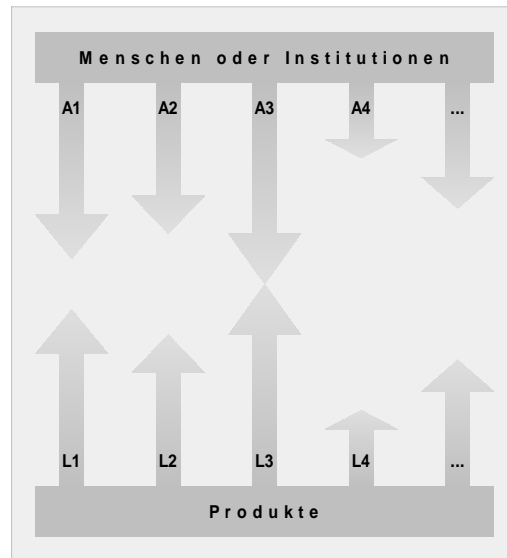 Menschen oder Institutionen
A1 A2 A3 A4 ...
L1 L2 L3 L4 ...
Produkte